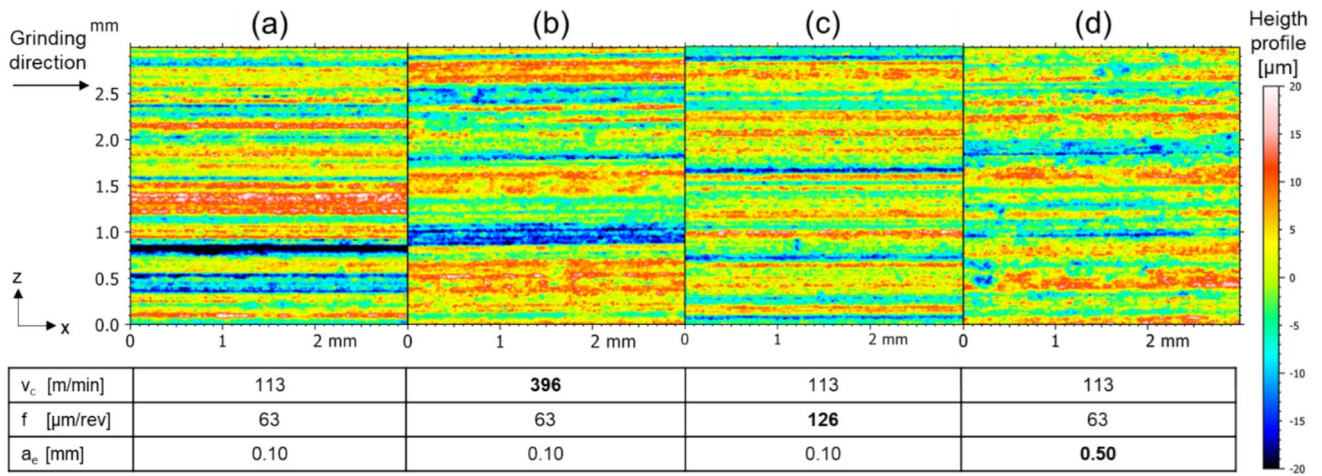 (a) (b) (c) (d)
Heigth
profile
[µm]
Grinding
direction
mm
2.5
2.0
1.5
1.0
0.5
0.0
z
x
0 1 2 mm 0 1 2 mm 0 1 2 mm 0 1 2 mm
20
15
10
5
0
-5
-10
-15
-20
v_c [m/min] 113 396 113 113
f [µm/rev] 63 63 126 63
a_e [mm] 0.10 0.10 0.10 0.50